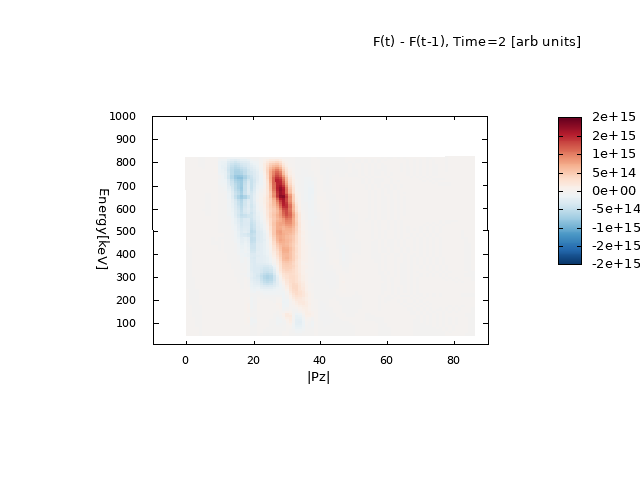 F(t) - F(t-1), Time=2 [arb units]
1000
900
800
700
600
500
400
300
200
100
Energy[keV]
0
20
40
60
80
|Pz|
2e+15
2e+15
1e+15
5e+14
0e+00
-5e+14
-1e+15
-2e+15
-2e+15